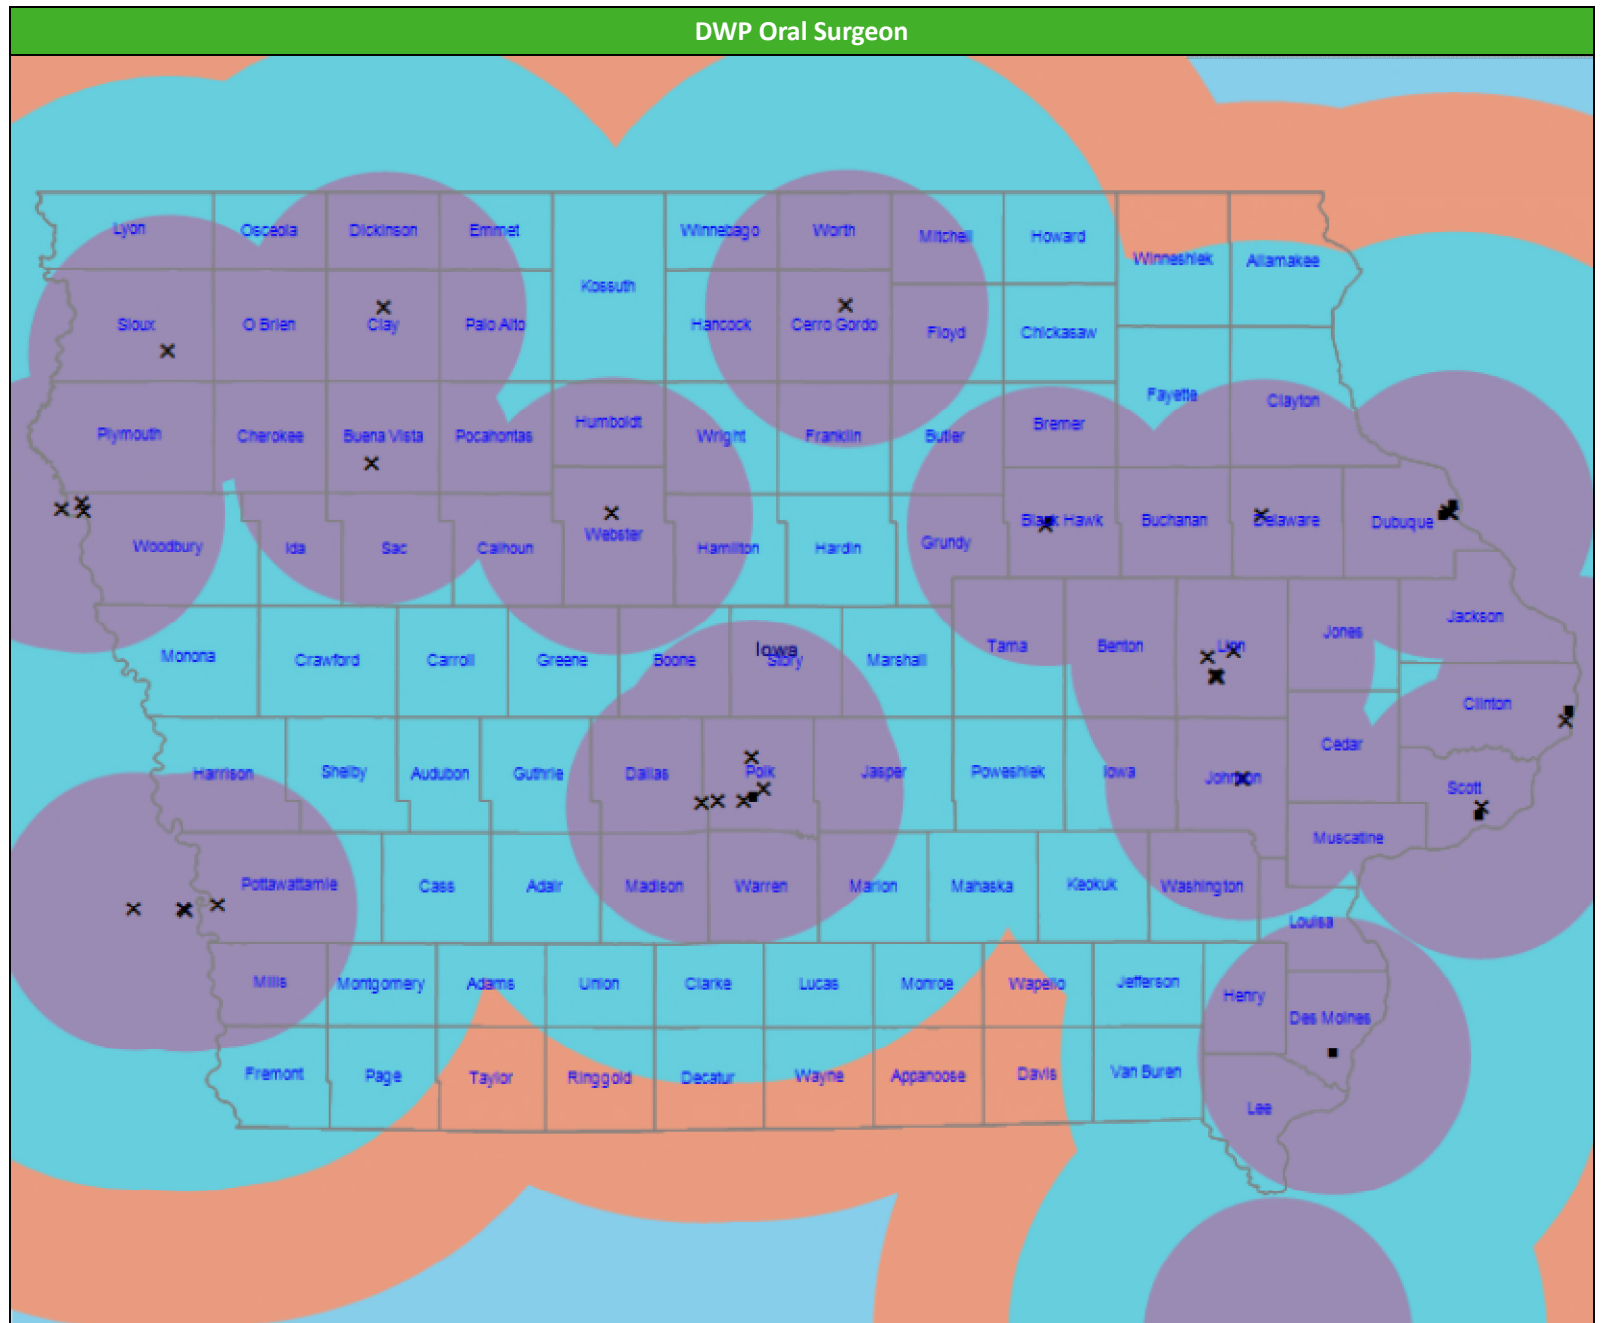 DWP Oral Surgeon
Lyon Osceola Dickinson Emmet Winnebago Worth Mitchell Howard
Winneshiek Allamakee
Kossuth
Sioux O Brien Clay Palo Alto Hancock Cerro Gordo Floyd Chickasaw
Fayette Clayton
Plymouth Cherokee Buena Vista Pocahontas Humboldt Wright Franklin Butler Bremer
Woodbury Ida Sac Calhoun Webster Hamilton Hardin Grundy Black Hawk Buchanan Delaware Dubuque
Jackson
Monona Crawford Carroll Greene Boone Iowa Story Marshall Tama Benton Linn Jones
Clinton
Harrison Shelby Audubon Guthrie Dallas Polk Jasper Poweshiek Iowa Johnson Cedar
Scott
Muscatine
Pottawattamie Cass Adair Madison Warren Marion Mahaska Keokuk Washington
Louisa
Mills Montgomery Adams Union Clarke Lucas Monroe Wapello Jefferson Henry
Des Moines
Fremont Page Taylor Ringgold Decatur Wayne Appanoose Davis Van Buren
Lee